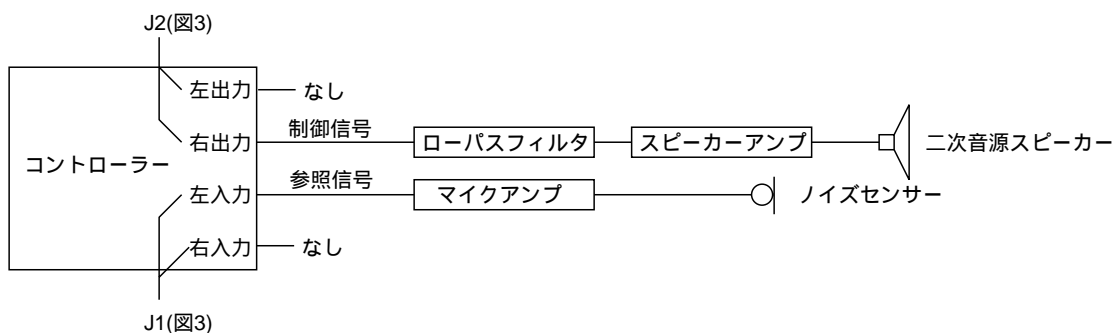 J2(図3)
左出力
なし
右出力
制御信号
ローパスフィルタ
スピーカーアンプ
二次音源スピーカー
コントローラー
左入力
参照信号
マイクアンプ
ノイズセンサー
右入力
なし
J1(図3)